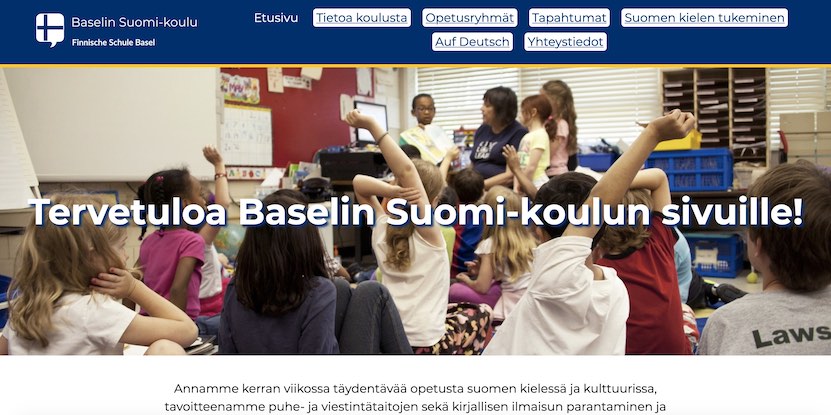 Baselin Suomi-koulu
Finnische Schule Basel
Etusivu Tietoa koulusta Opetusryhmät Tapahtumat Suomen kielen tukeminen
Auf Deutsch Yhteystiedot
Tervetuloa Baselin Suomi-koulun sivuille!
Laws
Annamme kerran viikossa täydentävää opetusta suomen kielessä ja kulttuurissa,
tavoitteenamme puhe- ja viestintätaitojen sekä kirjallisen ilmaisun parantaminen ja